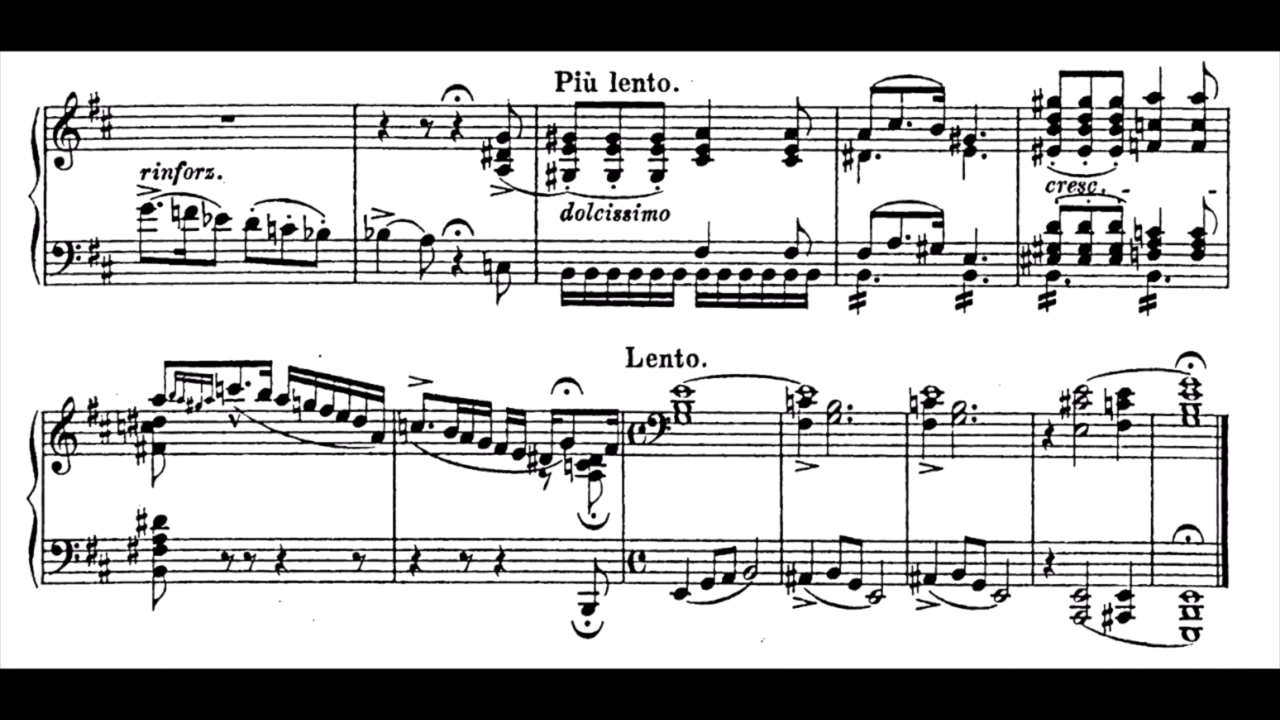 Più lento.
rinforz.
dolcissimo
cresc.
Lento.